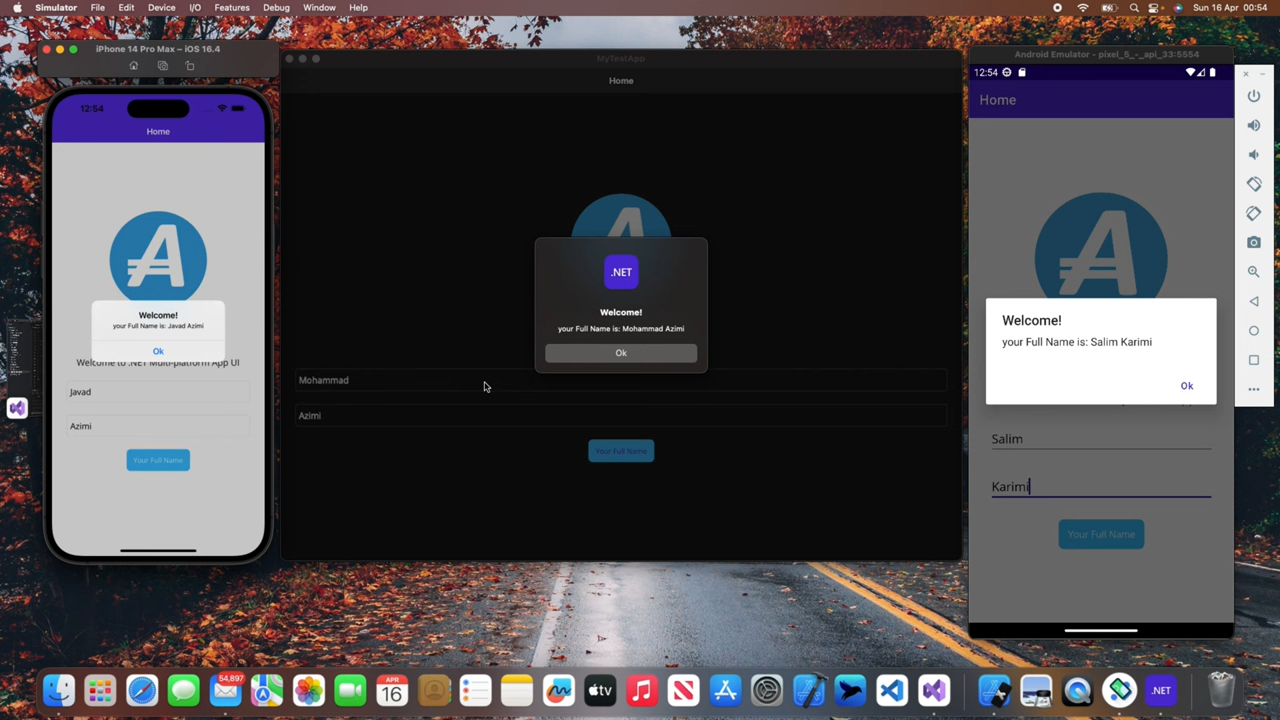 Simulator File Edit Device I/O Features Debug Window Help
Sun 16 Apr 00:54
iPhone 14 Pro Max – iOS 16.4
12:54
Home
A
Welcome!
your Full Name is: Javad Azimi
Ok
Welcome to .NET Multi-platform App UI
Javad
Azimi
Your Full Name
MyTestApp
Home
A
.NET
Welcome!
your Full Name is: Mohammad Azimi
Ok
Mohammad
Azimi
Your Full Name
Android Emulator - pixel_5_-_api_33:5554
12:54
Home
A
Welcome!
your Full Name is: Salim Karimi
Ok
Salim
Karimi
Your Full Name
54,897
APR
16
tv
.NET